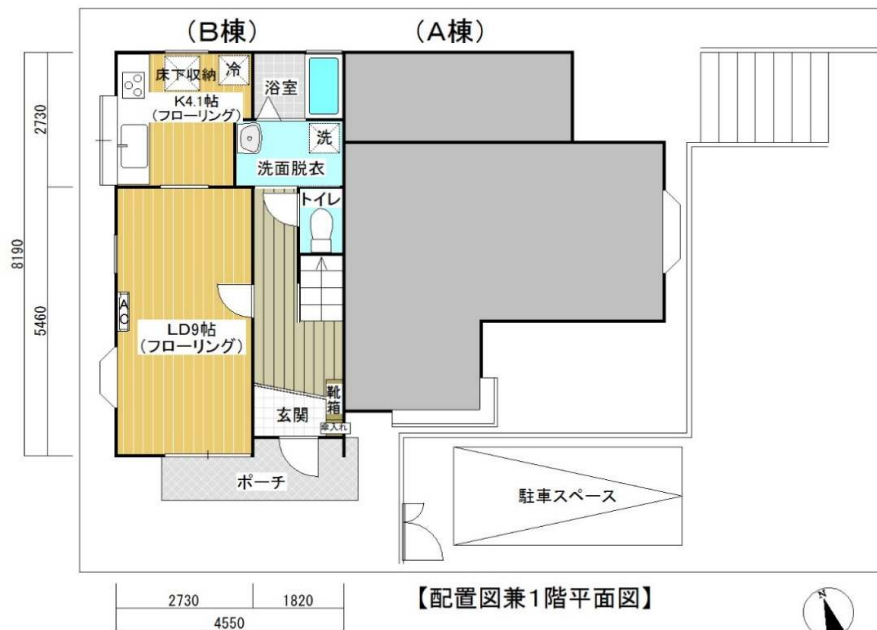 （B棟）
（A棟）
床下収納
冷
K4.1帖
（フローリング）
浴室
洗
洗面脱衣
トイレ
AC
LD9帖
（フローリング）
靴箱
傘入れ
玄関
ポーチ
駐車スペース
2730
8190
5460
2730
1820
4550
【配置図兼1階平面図】
N